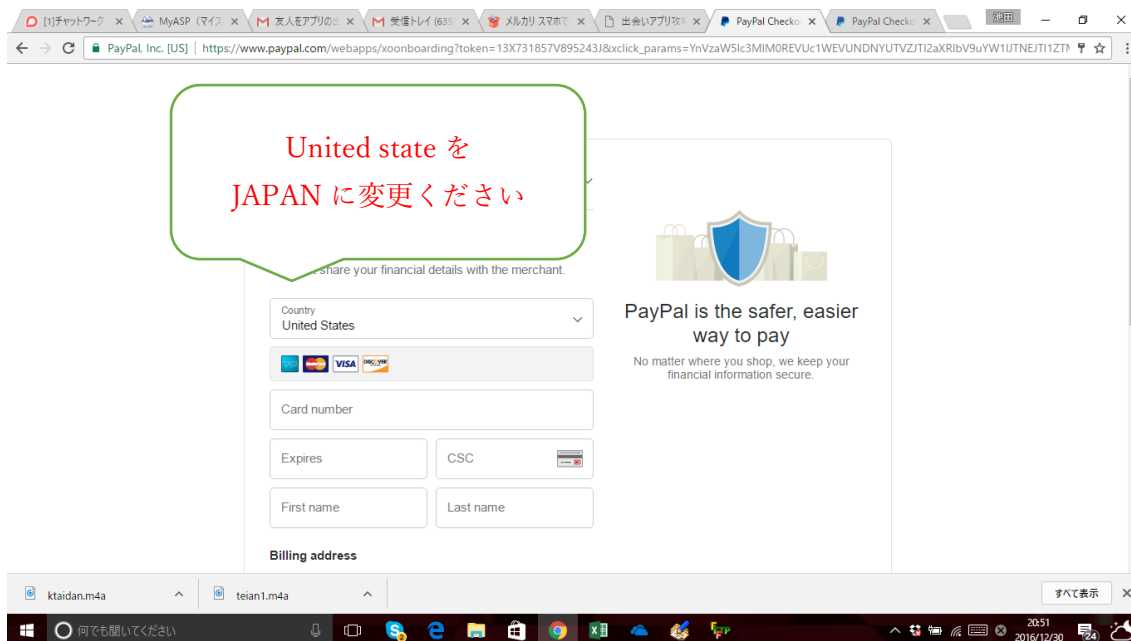 [1]チャットワーク
MyASP（マイス
友人をアプリの出
受信トレイ (635)
メルカリ スマホで
出会いアプリ攻略
PayPal Checko
PayPal Checko
池田
PayPal, Inc. [US] | https://www.paypal.com/webapps/xoonboarding?token=13X731857V895243J&xclick_params=YnVzaW5lc3MlM0REVUc1WEVUNDNYUTVZJTI2aXRlbV9uYW1lJTNEJTI1ZTN
United state を
JAPAN に変更ください
share your financial details with the merchant.
Country
United States
VISA
DISCOVER
Card number
Expires
CSC
First name
Last name
Billing address
PayPal is the safer, easier
way to pay
No matter where you shop, we keep your
financial information secure.
ktaidan.m4a
teian1.m4a
すべて表示
何でも聞いてください
20:51
2016/12/30
24